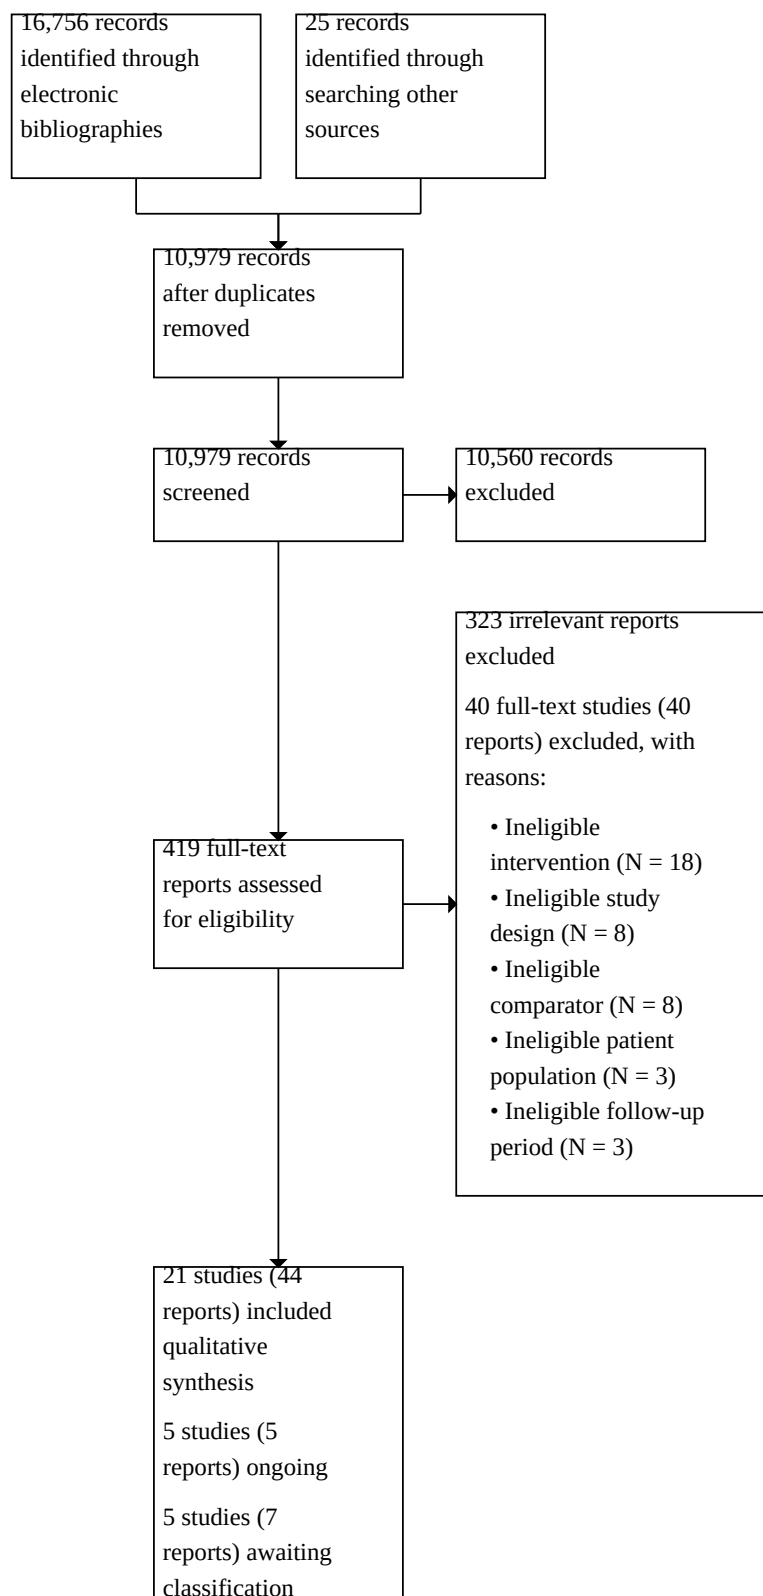 16,756 records
identified through
electronic
bibliographies
25 records
identified through
searching other
sources
10,979 records
after duplicates
removed
10,979 records
screened
10,560 records
excluded
323 irrelevant reports
excluded
40 full-text studies (40
reports) excluded, with
reasons:
• Ineligible
intervention (N = 18)
• Ineligible study
design (N = 8)
• Ineligible
comparator (N = 8)
• Ineligible patient
population (N = 3)
• Ineligible follow-up
period (N = 3)
419 full-text
reports assessed
for eligibility
21 studies (44
reports) included
qualitative
synthesis
5 studies (5
reports) ongoing
5 studies (7
reports) awaiting
classification